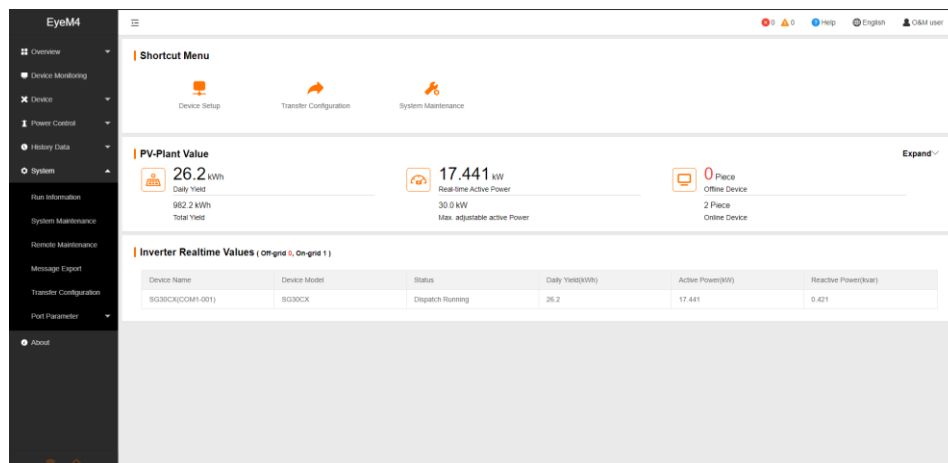 EyeM4
0 0 Help English O&M user
Overview
Device Monitoring
Device
Power Control
History Data
System
Run Information
System Maintenance
Remote Maintenance
Message Export
Transfer Configuration
Port Parameter
About
Shortcut Menu
Device Setup Transfer Configuration System Maintenance
PV-Plant Value Expand
26.2 kWh 17.441 kW 0 Piece
Daily Yield Real-time Active Power Offline Device
982.2 kWh 30.0 kW 2 Piece
Total Yield Max. adjustable active Power Online Device
Inverter Realtime Values ( Off-grid 0, On-grid 1 )
Device Name Device Model Status Daily Yield(kWh) Active Power(kW) Reactive Power(kvar)
SG30CX(COM1-001) SG30CX Dispatch Running 26.2 17.441 0.421